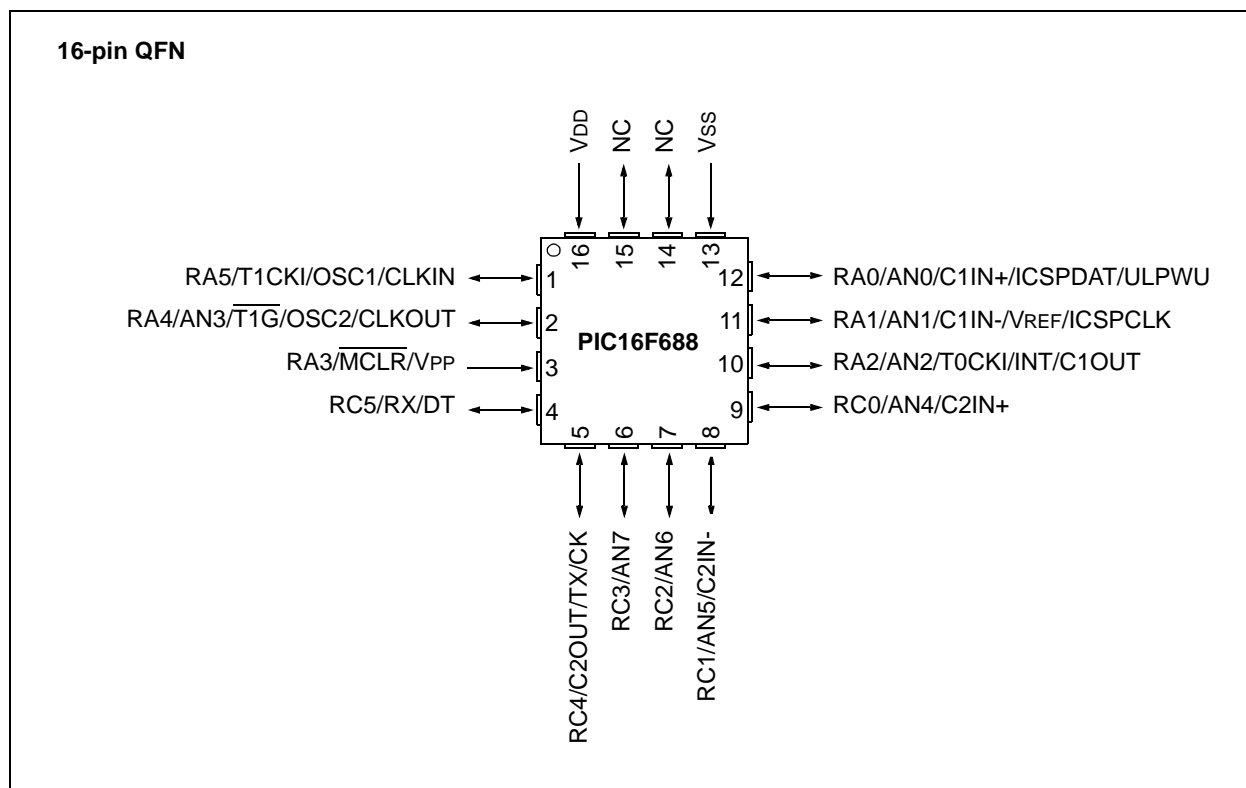 16-pin QFN
VDD
NC
NC
VSS
16
15
14
13
RA5/T1CKI/OSC1/CLKIN
1
12
RA0/AN0/C1IN+/ICSPDAT/ULPWU
RA4/AN3/T1G/OSC2/CLKOUT
2
11
RA1/AN1/C1IN-/VREF/ICSPCLK
PIC16F688
RA3/MCLR/VPP
3
10
RA2/AN2/T0CKI/INT/C1OUT
RC5/RX/DT
4
9
RC0/AN4/C2IN+
5
6
7
8
RC4/C2OUT/TX/CK
RC3/AN7
RC2/AN6
RC1/AN5/C2IN-